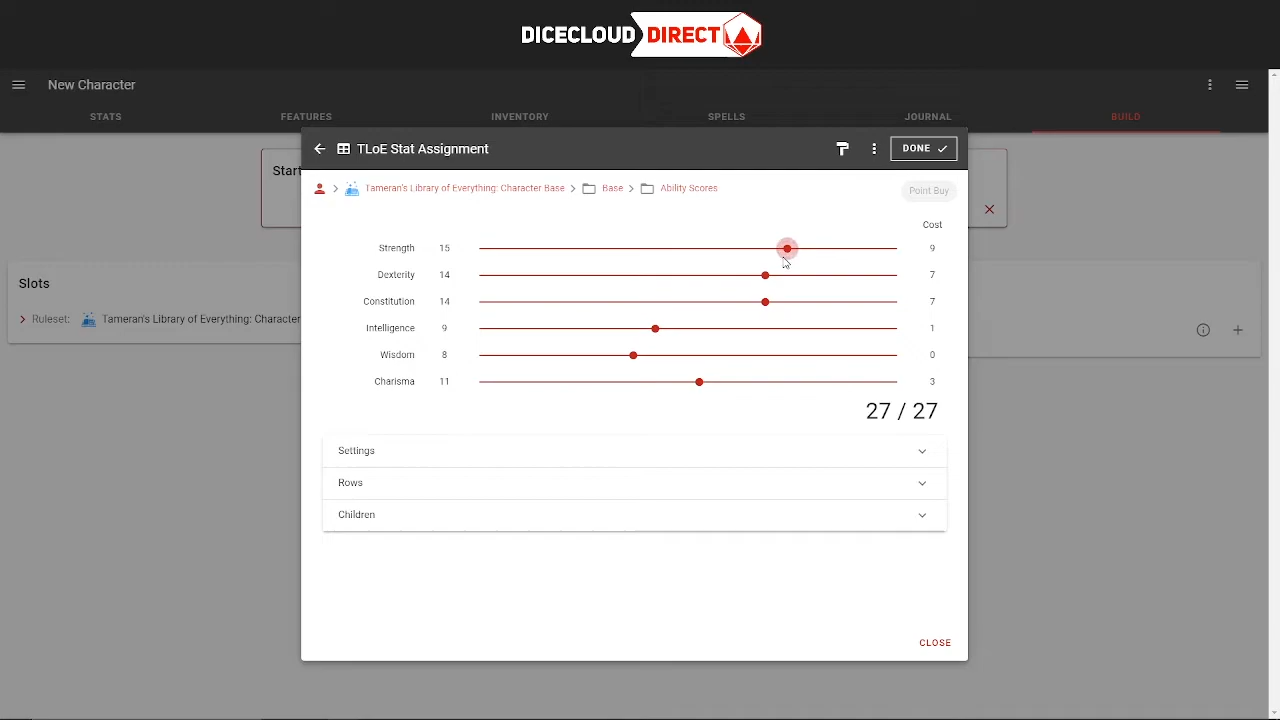 DICECLOUD DIRECT
New Character
STATS FEATURES INVENTORY SPELLS JOURNAL BUILD
TLoE Stat Assignment DONE
Start
Tameran's Library of Everything: Character Base Base Ability Scores Point Buy
Cost
Strength 15 9
Dexterity 14 7
Constitution 14 7
Intelligence 9 1
Wisdom 8 0
Charisma 11 3
27 / 27
Slots
Ruleset: Tameran's Library of Everything: Character
Settings
Rows
Children
CLOSE